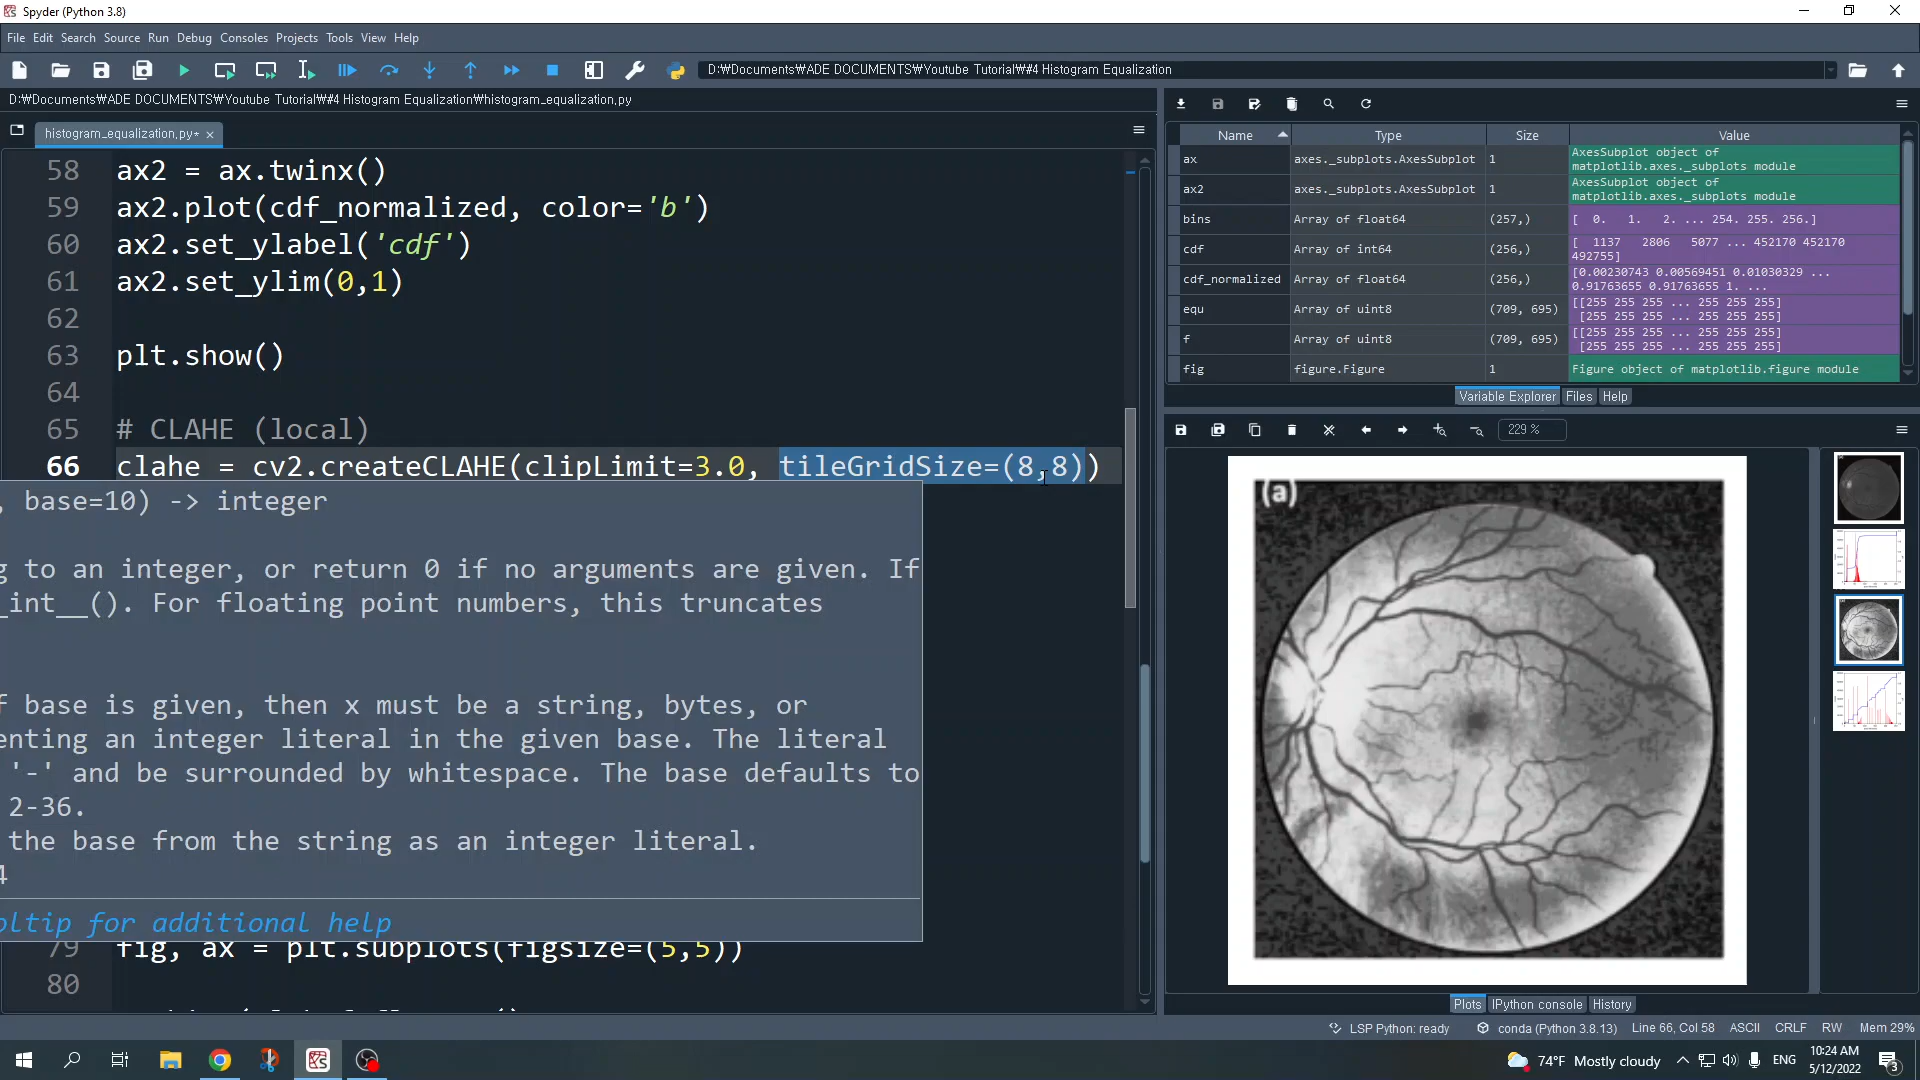 Spyder (Python 3.8)
File Edit Search Source Run Debug Consoles Projects Tools View Help
D:₩Documents₩ADE DOCUMENTS₩Youtube Tutorial₩#4 Histogram Equalization
D:₩Documents₩ADE DOCUMENTS₩Youtube Tutorial₩#4 Histogram Equalization₩histogram_equalization.py
histogram_equalization.py*
58 ax2 = ax.twinx()
59 ax2.plot(cdf_normalized, color='b')
60 ax2.set_ylabel('cdf')
61 ax2.set_ylim(0,1)
62
63 plt.show()
64
65 # CLAHE (local)
66 clahe = cv2.createCLAHE(clipLimit=3.0, tileGridSize=(8,8))
, base=10) -> integer
g to an integer, or return 0 if no arguments are given. If
_int__(). For floating point numbers, this truncates
f base is given, then x must be a string, bytes, or
enting an integer literal in the given base. The literal
'-' and be surrounded by whitespace. The base defaults to
2-36.
the base from the string as an integer literal.
4
oltip for additional help
79 fig, ax = plt.subplots(figsize=(5,5))
80
Name Type Size Value
ax axes._subplots.AxesSubplot 1 AxesSubplot object of
matplotlib.axes._subplots module
ax2 axes._subplots.AxesSubplot 1 AxesSubplot object of
matplotlib.axes._subplots module
bins Array of float64 (257,) [ 0. 1. 2. ... 254. 255. 256.]
cdf Array of int64 (256,) [ 1137 2806 5077 ... 452170 452170
492755]
cdf_normalized Array of float64 (256,) [0.00230743 0.00569451 0.01030329 ...
0.91763655 0.91763655 1. ...
equ Array of uint8 (709, 695) [[255 255 255 ... 255 255 255]
[255 255 255 ... 255 255 255]
f Array of uint8 (709, 695) [[255 255 255 ... 255 255 255]
[255 255 255 ... 255 255 255]
fig figure.Figure 1 Figure object of matplotlib.figure module
Variable Explorer Files Help
229 %
(a)
Plots IPython console History
LSP Python: ready conda (Python 3.8.13) Line 66, Col 58 ASCII CRLF RW Mem 29%
74°F Mostly cloudy ENG 10:24 AM
5/12/2022
3